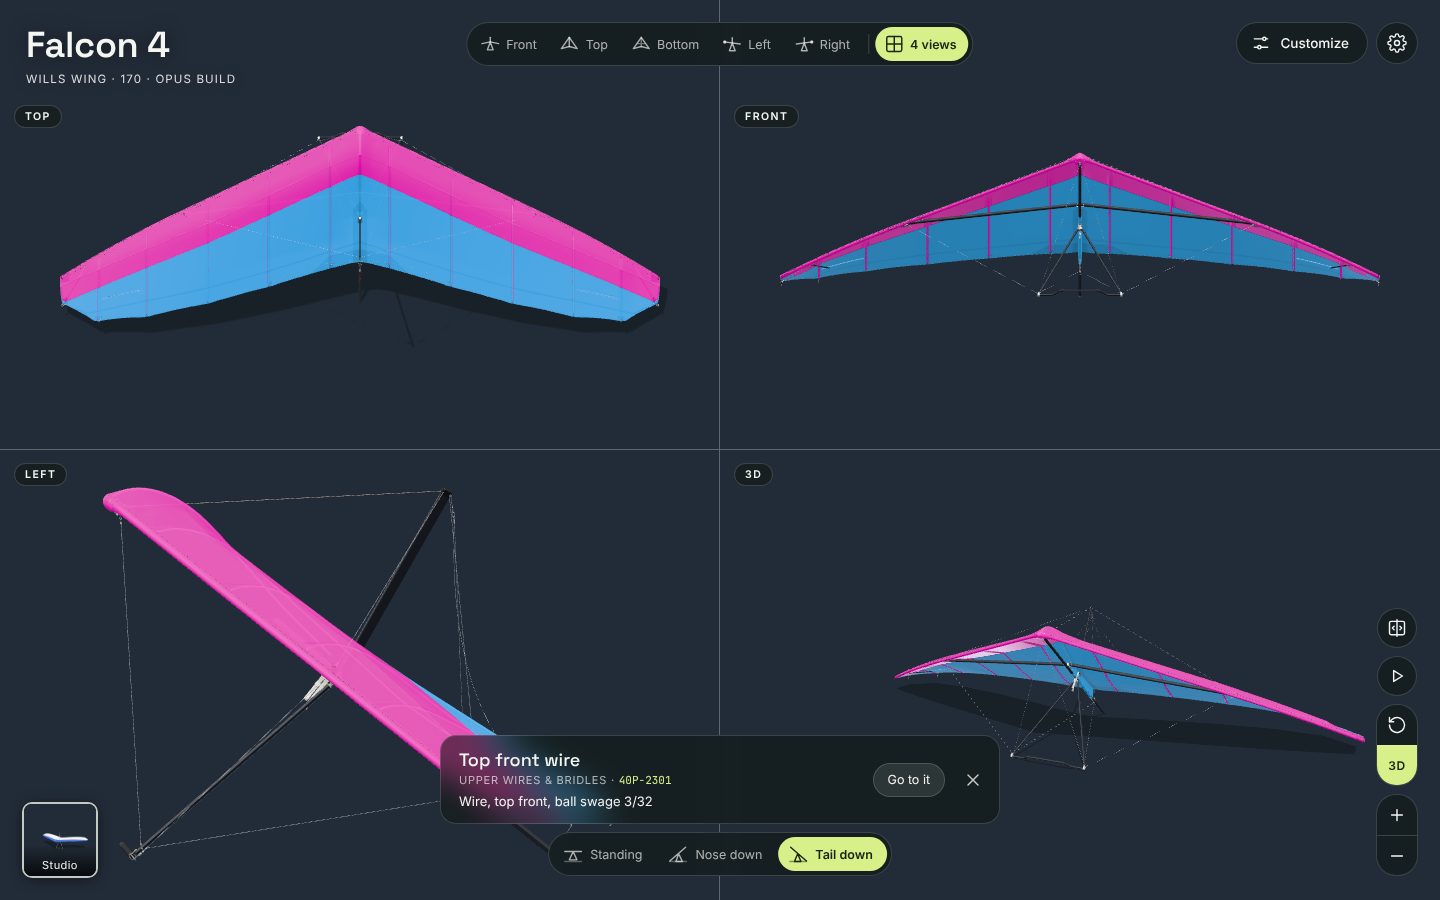 Falcon 4
WILLS WING · 170 · OPUS BUILD
Front
Top
Bottom
Left
Right
4 views
Customize
TOP
FRONT
LEFT
3D
Top front wire
UPPER WIRES & BRIDLES · 40P-2301
Wire, top front, ball swage 3/32
Go to it
3D
Studio
Standing
Nose down
Tail down